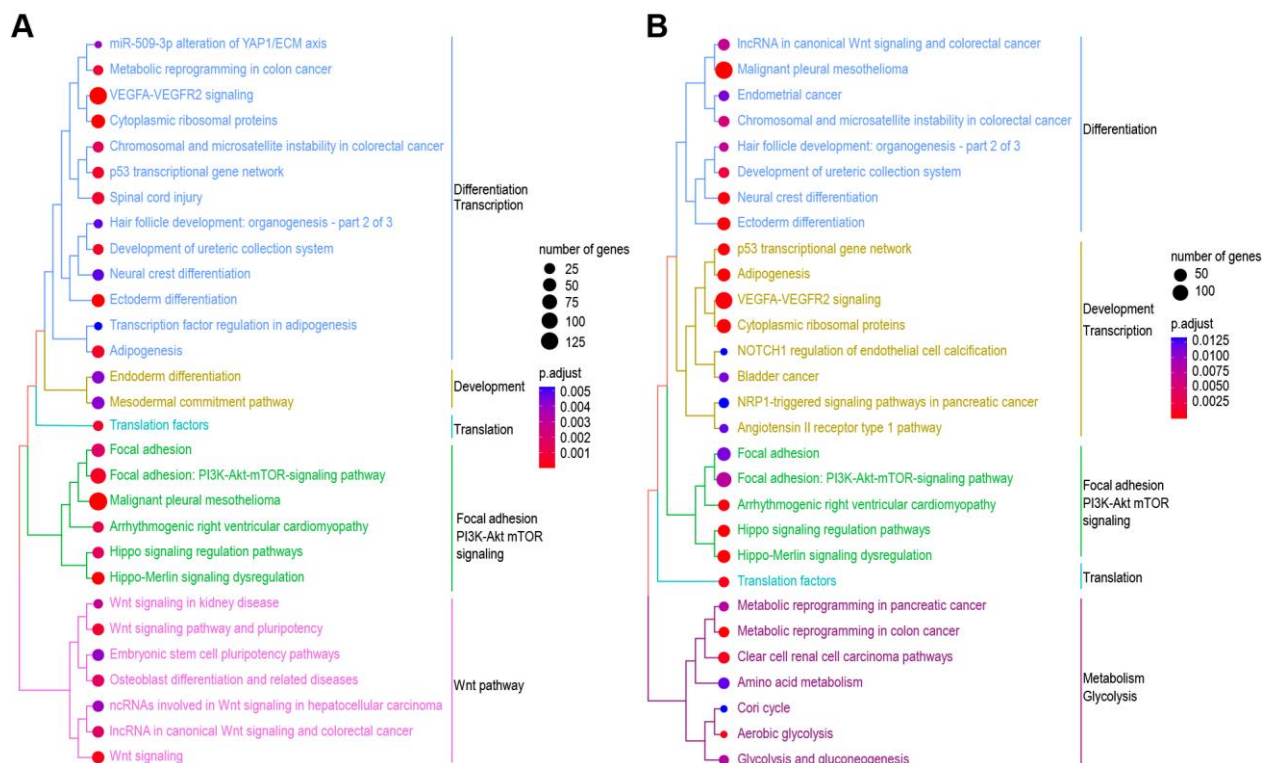 A
miR-509-3p alteration of YAP1/ECM axis
Metabolic reprogramming in colon cancer
VEGFA-VEGFR2 signaling
Cytoplasmic ribosomal proteins
Chromosomal and microsatellite instability in colorectal cancer
p53 transcriptional gene network
Spinal cord injury
Hair follicle development: organogenesis - part 2 of 3
Development of ureteric collection system
Neural crest differentiation
Ectoderm differentiation
Transcription factor regulation in adipogenesis
Adipogenesis
Endoderm differentiation
Mesodermal commitment pathway
Translation factors
Focal adhesion
Focal adhesion: PI3K-Akt-mTOR-signaling pathway
Malignant pleural mesothelioma
Arrhythmogenic right ventricular cardiomyopathy
Hippo signaling regulation pathways
Hippo-Merlin signaling dysregulation
Wnt signaling in kidney disease
Wnt signaling pathway and pluripotency
Embryonic stem cell pluripotency pathways
Osteoblast differentiation and related diseases
ncRNAs involved in Wnt signaling in hepatocellular carcinoma
lncRNA in canonical Wnt signaling and colorectal cancer
Wnt signaling
Differentiation
Transcription
Development
Translation
Focal adhesion
PI3K-Akt mTOR
signaling
Wnt pathway
number of genes
25
50
75
100
125
p.adjust
0.005
0.004
0.003
0.002
0.001
B
lncRNA in canonical Wnt signaling and colorectal cancer
Malignant pleural mesothelioma
Endometrial cancer
Chromosomal and microsatellite instability in colorectal cancer
Hair follicle development: organogenesis - part 2 of 3
Development of ureteric collection system
Neural crest differentiation
Ectoderm differentiation
p53 transcriptional gene network
Adipogenesis
VEGFA-VEGFR2 signaling
Cytoplasmic ribosomal proteins
NOTCH1 regulation of endothelial cell calcification
Bladder cancer
NRP1-triggered signaling pathways in pancreatic cancer
Angiotensin II receptor type 1 pathway
Focal adhesion
Focal adhesion: PI3K-Akt-mTOR-signaling pathway
Arrhythmogenic right ventricular cardiomyopathy
Hippo signaling regulation pathways
Hippo-Merlin signaling dysregulation
Translation factors
Metabolic reprogramming in pancreatic cancer
Metabolic reprogramming in colon cancer
Clear cell renal cell carcinoma pathways
Amino acid metabolism
Cori cycle
Aerobic glycolysis
Glycolysis and gluconeogenesis
Differentiation
Development
Transcription
Focal adhesion
PI3K-Akt mTOR
signaling
Translation
Metabolism
Glycolysis
number of genes
50
100
p.adjust
0.0125
0.0100
0.0075
0.0050
0.0025